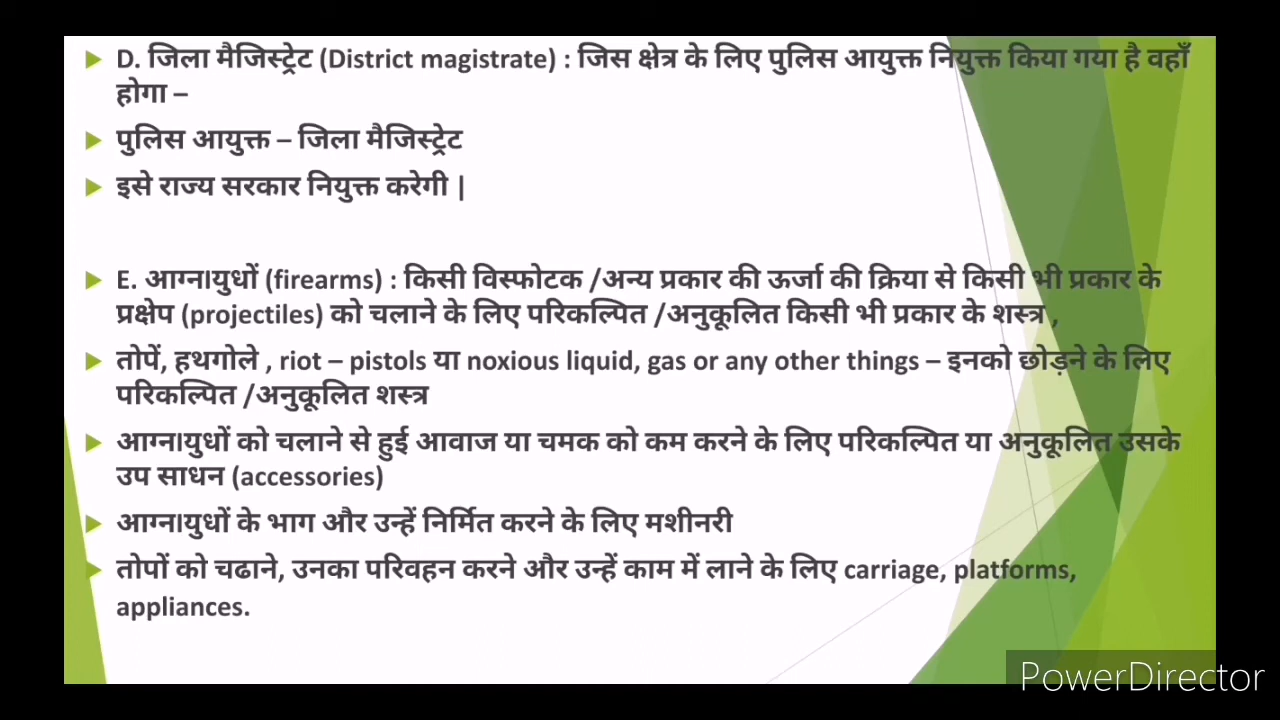 D. जिला मैजिस्ट्रेट (District magistrate) : जिस क्षेत्र के लिए पुलिस आयुक्त नियुक्त किया गया है वहाँ
होगा –
पुलिस आयुक्त – जिला मैजिस्ट्रेट
इसे राज्य सरकार नियुक्त करेगी |
E. आग्नाIयुधों (firearms) : किसी विस्फोटक /अन्य प्रकार की ऊर्जा की क्रिया से किसी भी प्रकार के
प्रक्षेप (projectiles) को चलाने के लिए परिकल्पित /अनुकूलित किसी भी प्रकार के शस्त्र ,
तोपें, हथगोले , riot – pistols या noxious liquid, gas or any other things – इनको छोड़ने के लिए
परिकल्पित /अनुकूलित शस्त्र
आग्नIयुधों को चलाने से हुई आवाज या चमक को कम करने के लिए परिकल्पित या अनुकूलित उसके
उप साधन (accessories)
आग्नIयुधों के भाग और उन्हें निर्मित करने के लिए मशीनरी
तोपों को चढाने, उनका परिवहन करने और उन्हें काम में लाने के लिए carriage, platforms,
appliances.
PowerDirector